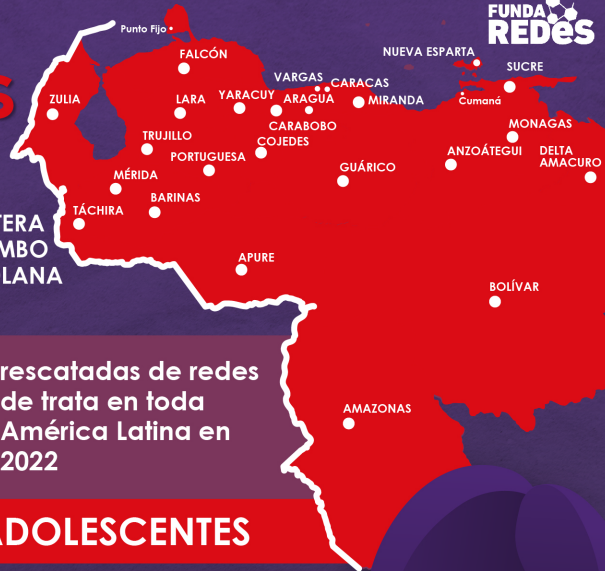 FUNDA
REDES
Punto Fijo
FALCÓN
NUEVA ESPARTA
SUCRE
VARGAS
CARACAS
ZULIA
LARA
YARACUY
ARAGUA
MIRANDA
Cumaná
CARABOBO
MONAGAS
TRUJILLO
COJEDES
PORTUGUESA
ANZOÁTEGUI
DELTA
AMACURO
GUÁRICO
MÉRIDA
BARINAS
TÁCHIRA
TERA
MBO
OLANA
APURE
BOLÍVAR
rescatadas de redes
de trata en toda
América Latina en
2022
AMAZONAS
ADOLESCENTES